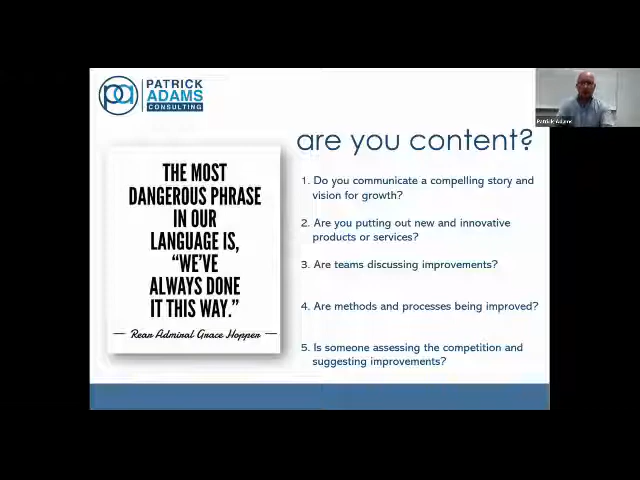 PATRICK
ADAMS
CONSULTING
Patrick Adams
are you content?
THE MOST
DANGEROUS PHRASE
IN OUR
LANGUAGE IS,
“WE’VE
ALWAYS DONE
IT THIS WAY.”
— Rear Admiral Grace Hopper —
1. Do you communicate a compelling story and
vision for growth?
2. Are you putting out new and innovative
products or services?
3. Are teams discussing improvements?
4. Are methods and processes being improved?
5. Is someone assessing the competition and
suggesting improvements?